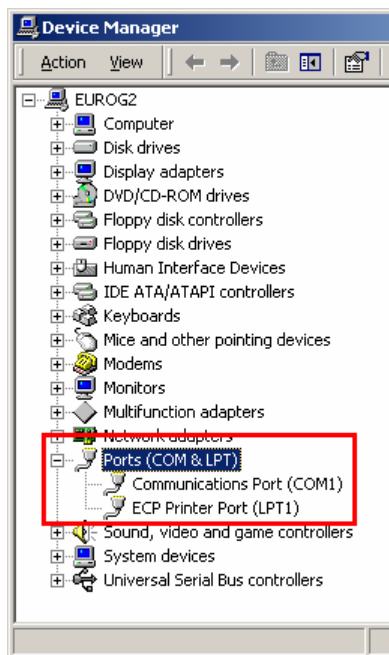 Device Manager
Action View
EUROG2
Computer
Disk drives
Display adapters
DVD/CD-ROM drives
Floppy disk controllers
Floppy disk drives
Human Interface Devices
IDE ATA/ATAPI controllers
Keyboards
Mice and other pointing devices
Modems
Monitors
Multifunction adapters
Network adapters
Ports (COM & LPT)
Communications Port (COM1)
ECP Printer Port (LPT1)
Sound, video and game controllers
System devices
Universal Serial Bus controllers